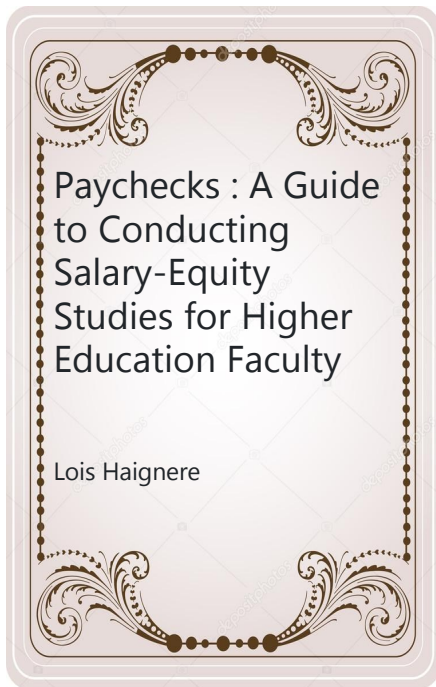 Paychecks : A Guide
to Conducting
Salary-Equity
Studies for Higher
Education Faculty
Lois Haignere